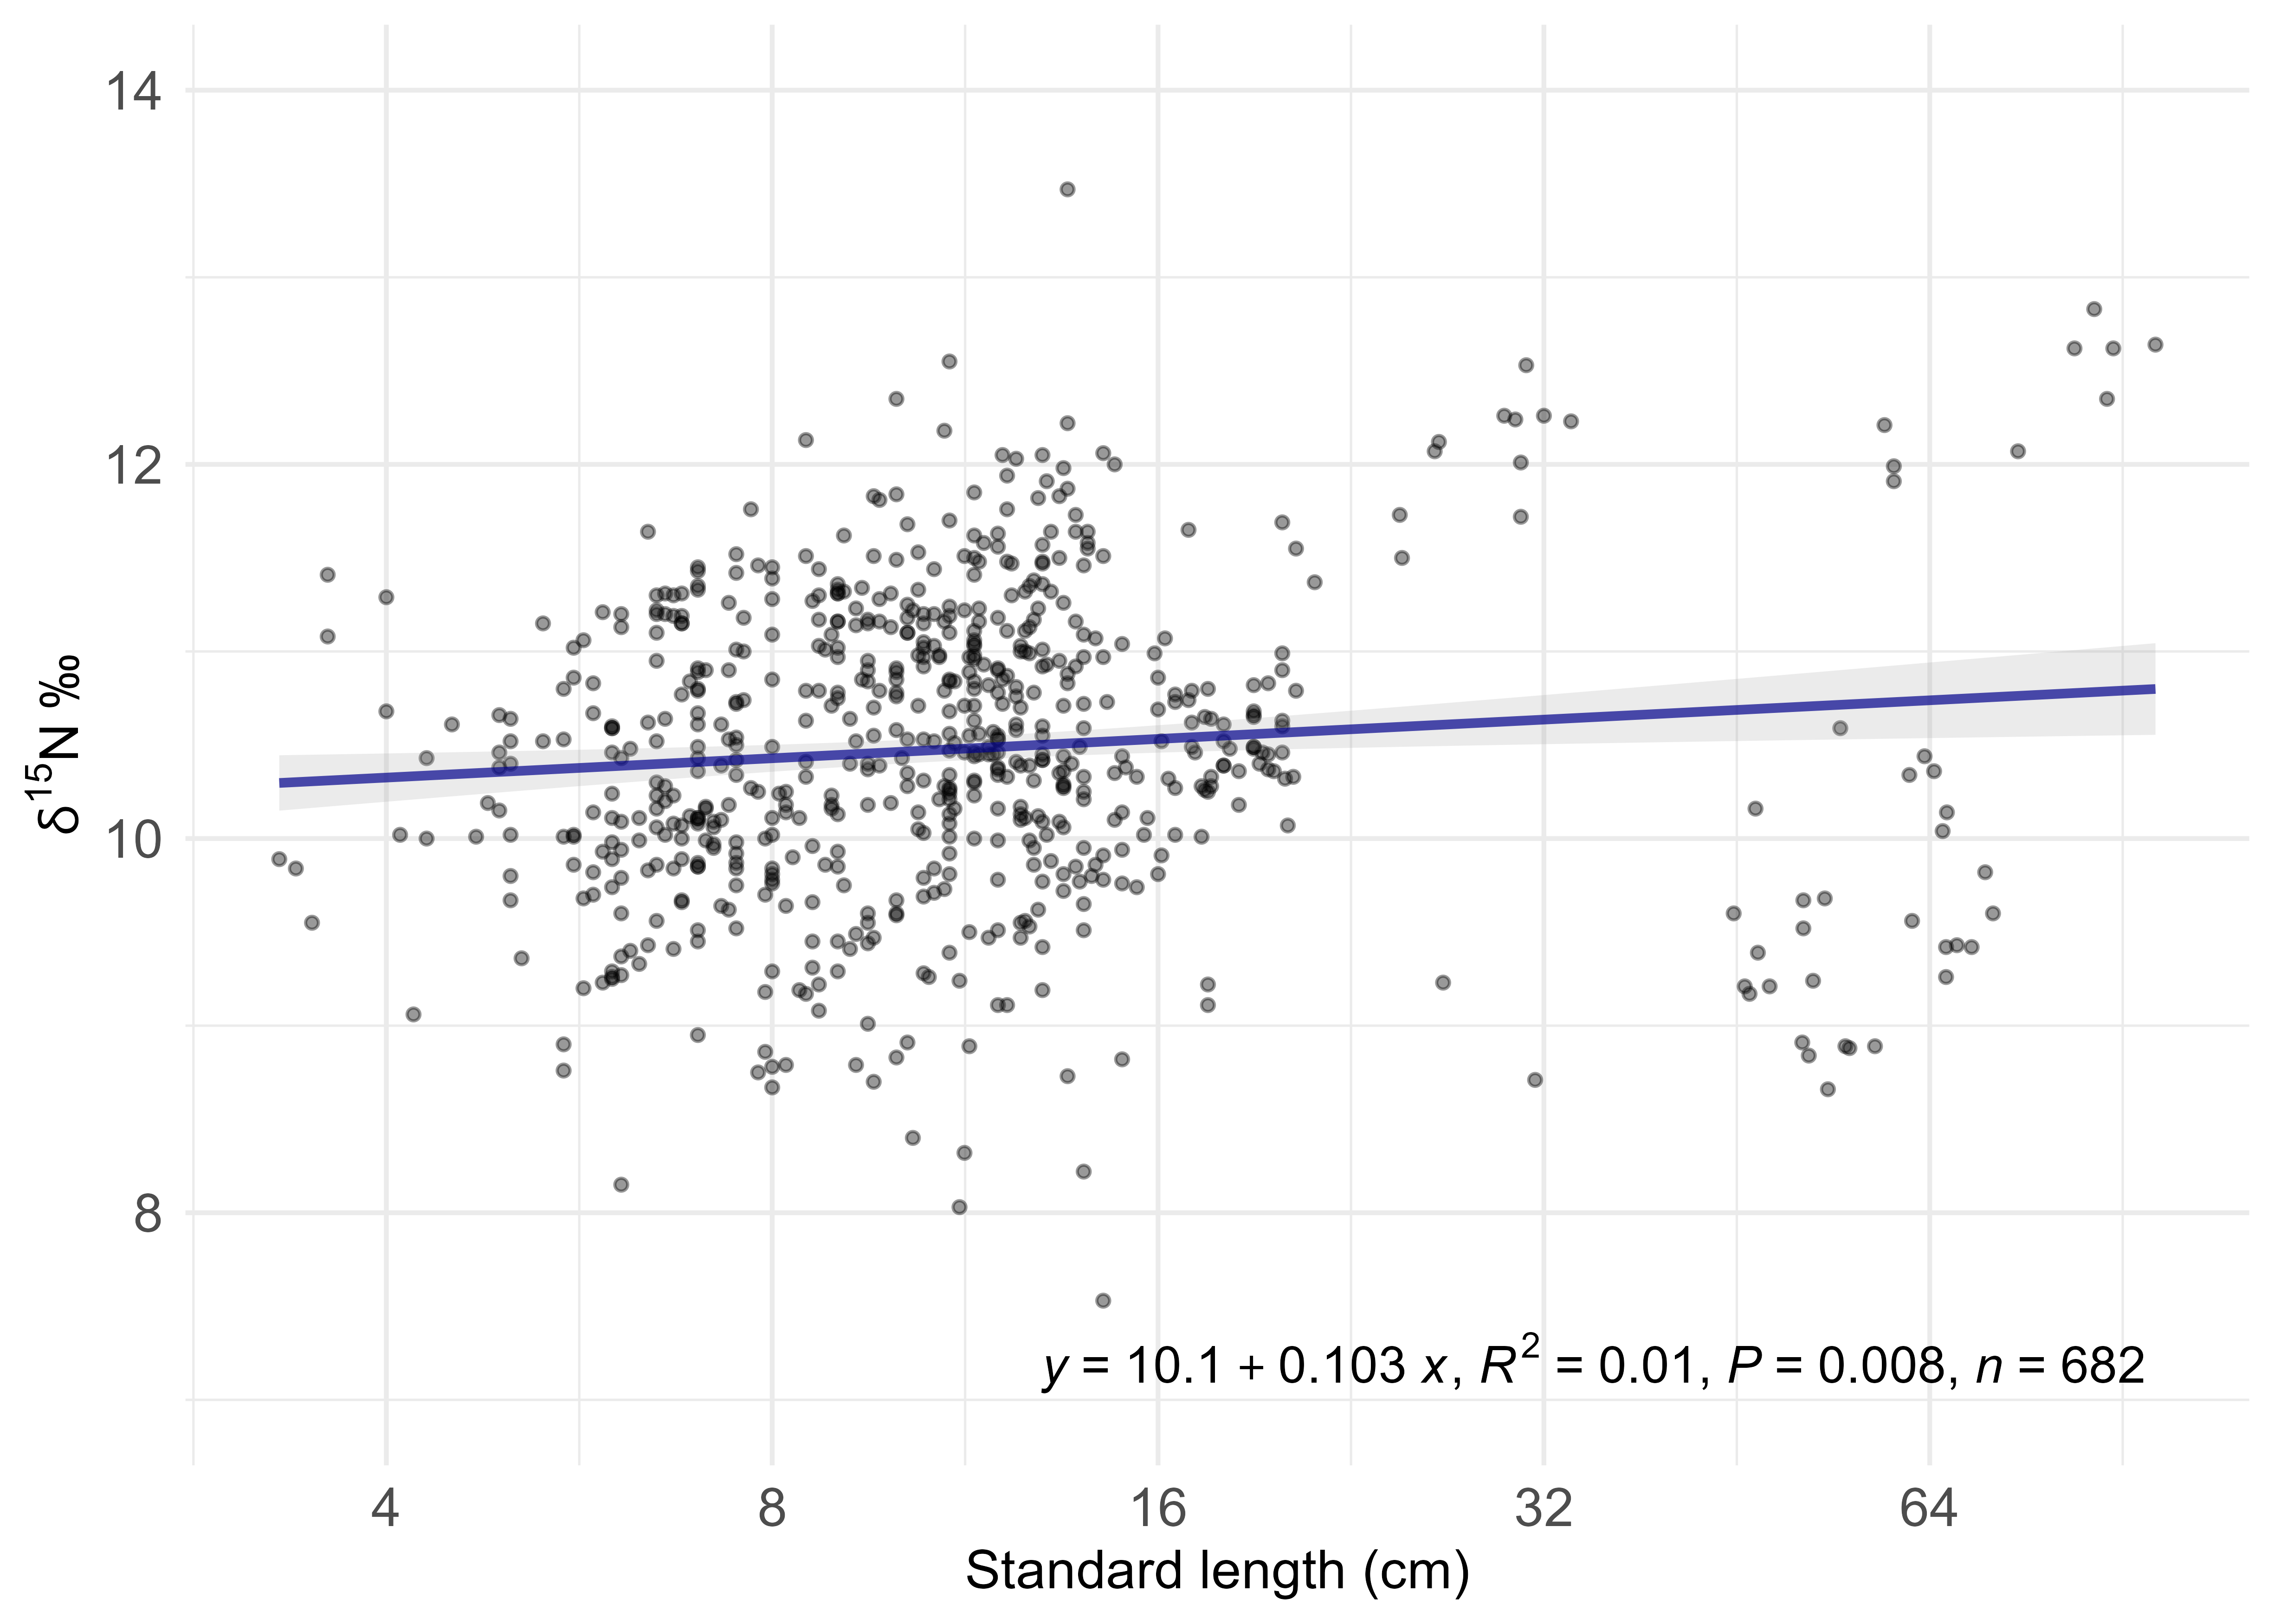 14
12
10
8
δ ¹⁵N ‰
y = 10.1 + 0.103 x, R² = 0.01, P = 0.008, n = 682
4 8 16 32 64
Standard length (cm)